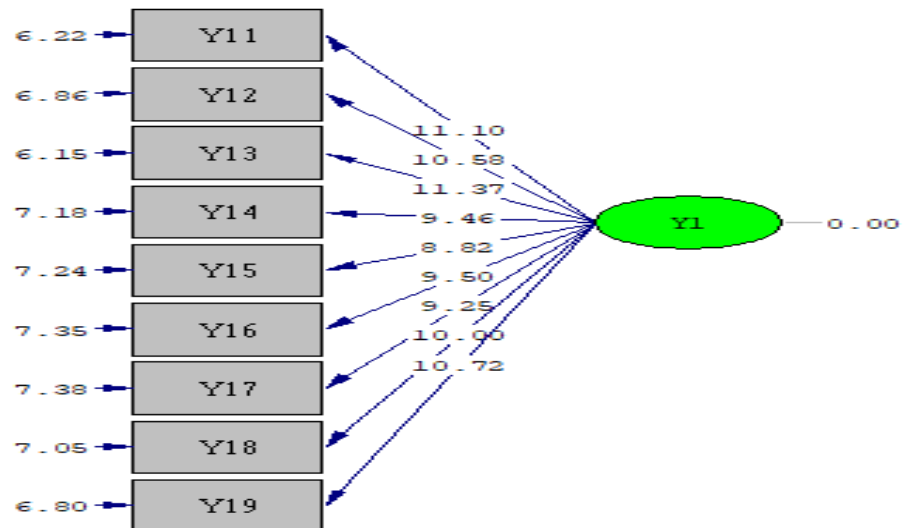 6.22 Y11
6.86 Y12
6.15 Y13
7.18 Y14
7.24 Y15
7.35 Y16
7.38 Y17
7.05 Y18
6.80 Y19
11.10
10.58
11.37
9.46
8.82
9.50
9.25
10.00
10.72
Y1 0.00